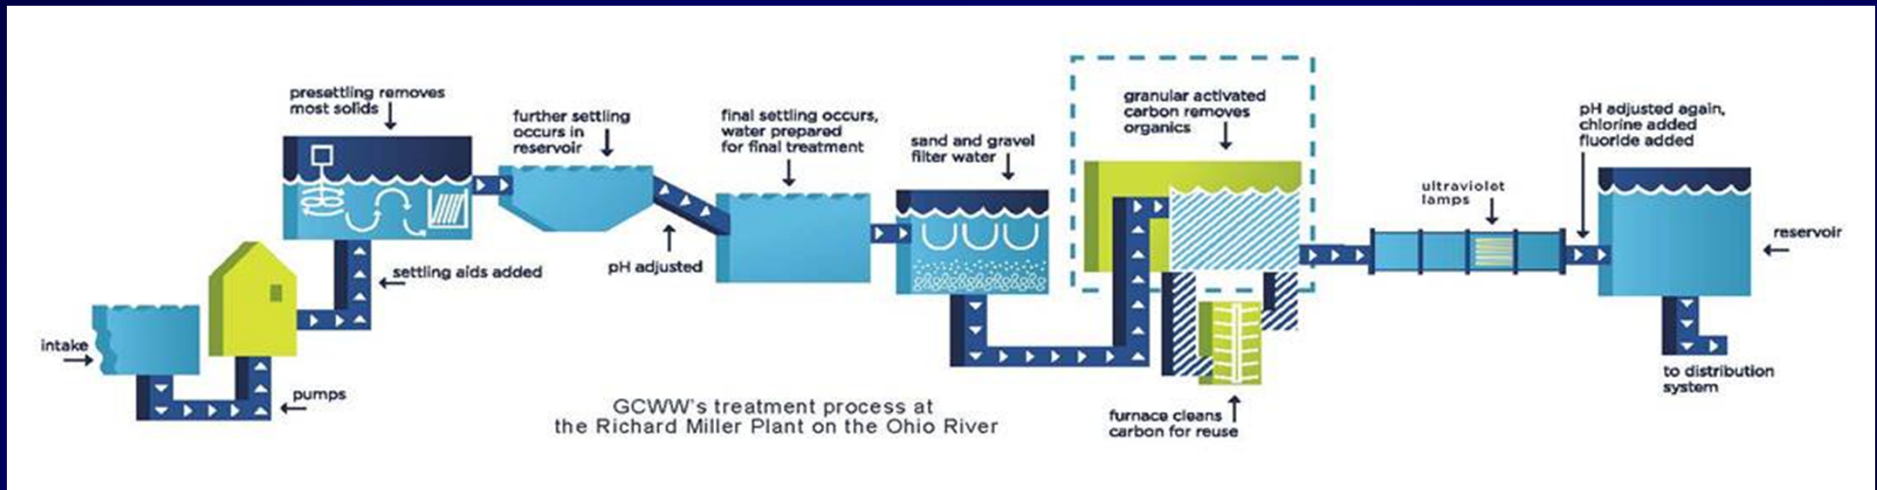 intake
pumps
presettling removes
most solids
settling aids added
further settling
occurs in
reservoir
pH adjusted
final settling occurs,
water prepared
for final treatment
sand and gravel
filter water
granular activated
carbon removes
organics
furnace cleans
carbon for reuse
ultraviolet
lamps
pH adjusted again,
chlorine added
fluoride added
reservoir
to distribution
system
GCWW's treatment process at
the Richard Miller Plant on the Ohio River